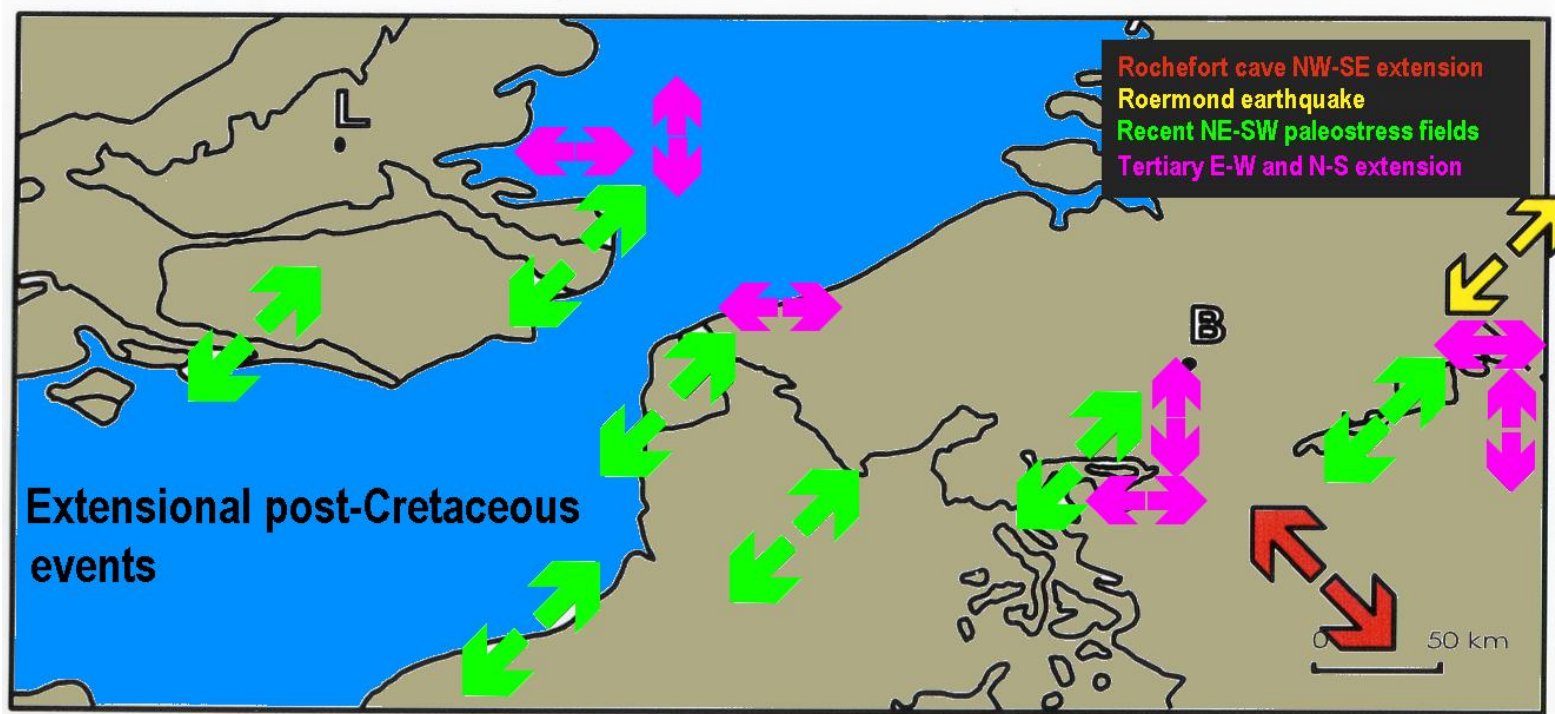 Rochefort cave NW-SE extension
Roermond earthquake
Recent NE-SW paleostress fields
Tertiary E-W and N-S extension
L
B
Extensional post-Cretaceous
events
0 50 km